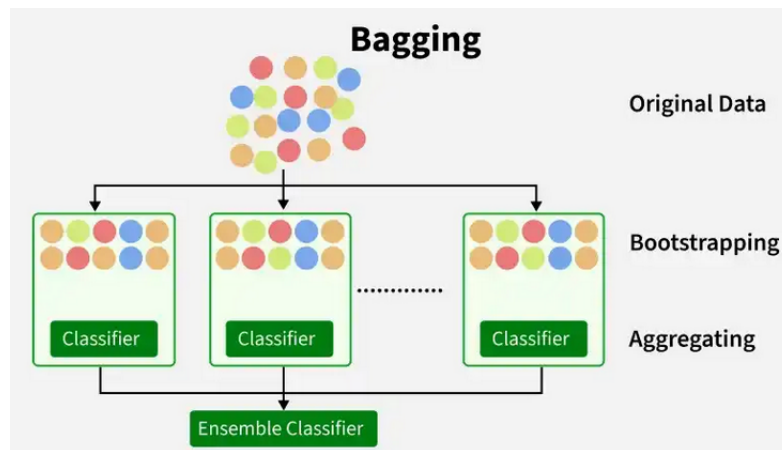 Bagging
Original Data
Bootstrapping
Classifier
Classifier
Classifier
Aggregating
Ensemble Classifier